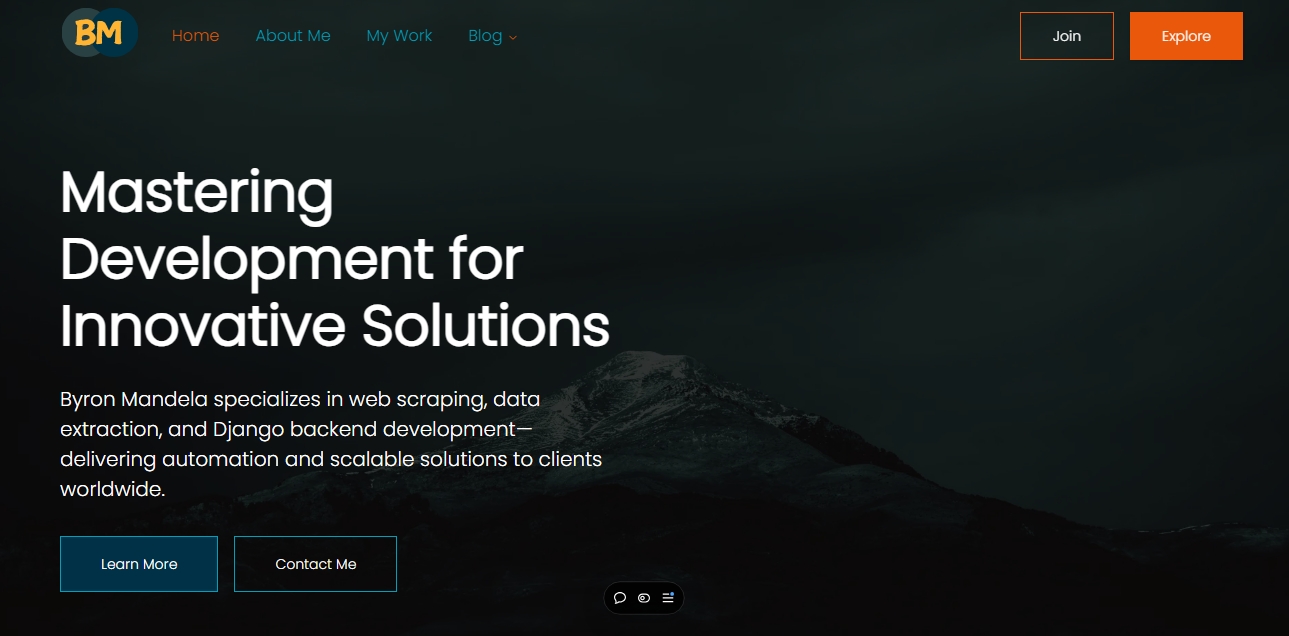 BM
Home
About Me
My Work
Blog
Join
Explore
Mastering
Development for
Innovative Solutions
Byron Mandela specializes in web scraping, data
extraction, and Django backend development—
delivering automation and scalable solutions to clients
worldwide.
Learn More
Contact Me